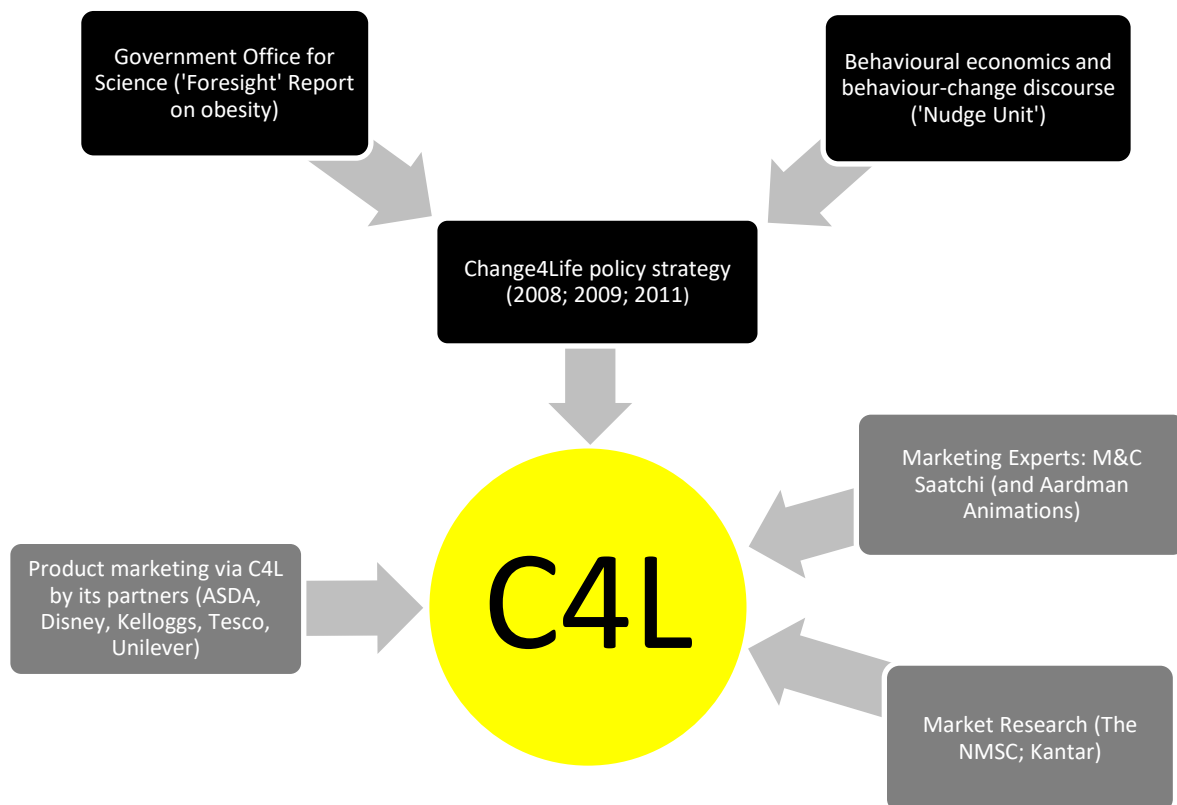 Government Office for
Science ('Foresight' Report
on obesity)
Behavioural economics and
behaviour-change discourse
('Nudge Unit')
Change4Life policy strategy
(2008; 2009; 2011)
Marketing Experts: M&C
Saatchi (and Aardman
Animations)
Product marketing via C4L
by its partners (ASDA,
Disney, Kelloggs, Tesco,
Unilever)
C4L
Market Research (The
NMSC; Kantar)